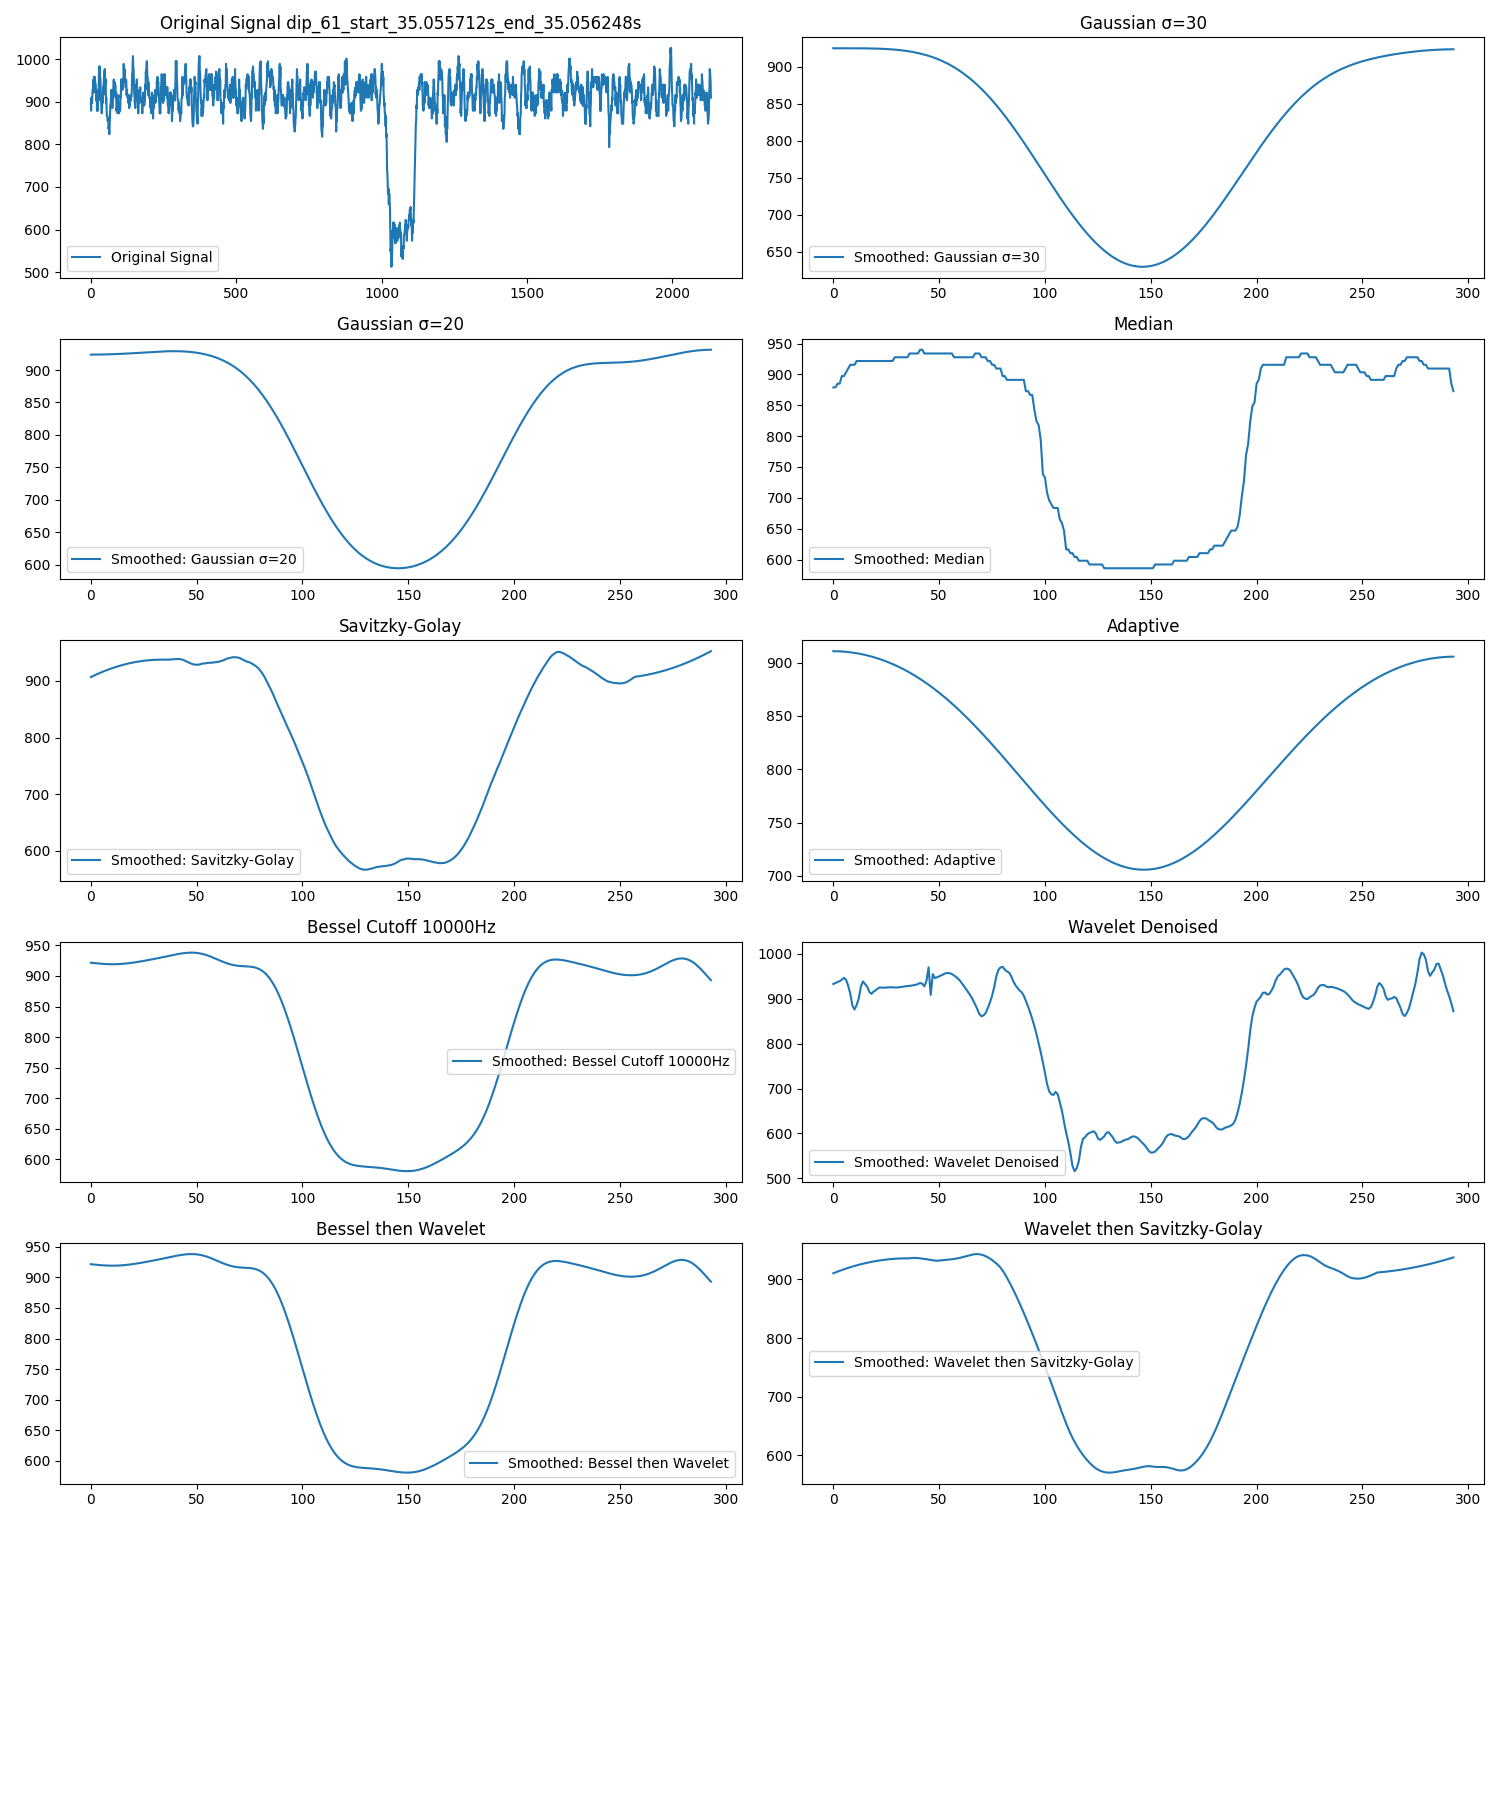 Original Signal dip_61_start_35.055712s_end_35.056248s
1000
900
800
700
600
500
Original Signal
0 500 1000 1500 2000
Gaussian σ=30
900
850
800
750
700
650
Smoothed: Gaussian σ=30
0 50 100 150 200 250 300
Gaussian σ=20
900
850
800
750
700
650
600
Smoothed: Gaussian σ=20
0 50 100 150 200 250 300
Median
950
900
850
800
750
700
650
600
Smoothed: Median
0 50 100 150 200 250 300
Savitzky-Golay
900
800
700
600
Smoothed: Savitzky-Golay
0 50 100 150 200 250 300
Adaptive
900
850
800
750
700
Smoothed: Adaptive
0 50 100 150 200 250 300
Bessel Cutoff 10000Hz
950
900
850
800
750
700
650
600
Smoothed: Bessel Cutoff 10000Hz
0 50 100 150 200 250 300
Wavelet Denoised
1000
900
800
700
600
500
Smoothed: Wavelet Denoised
0 50 100 150 200 250 300
Bessel then Wavelet
950
900
850
800
750
700
650
600
Smoothed: Bessel then Wavelet
0 50 100 150 200 250 300
Wavelet then Savitzky-Golay
900
800
700
600
Smoothed: Wavelet then Savitzky-Golay
0 50 100 150 200 250 300